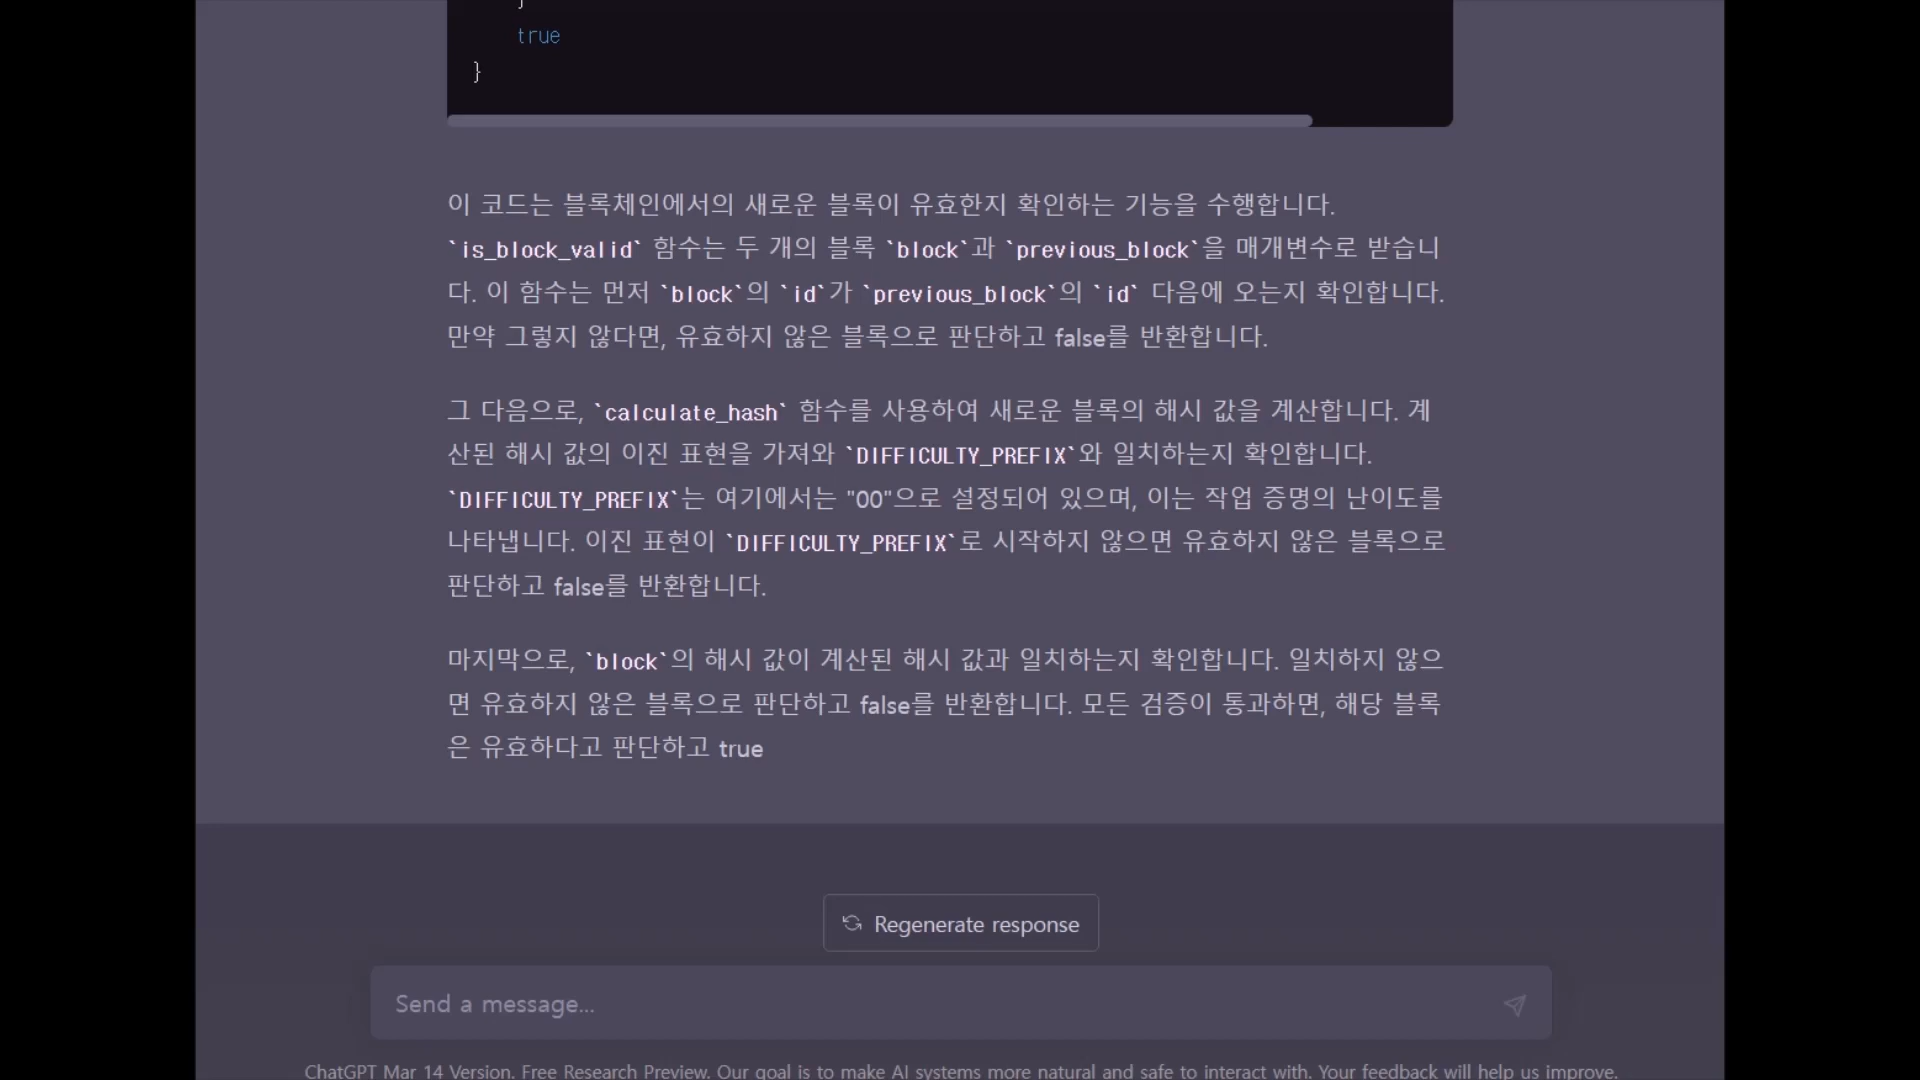 }
true
}
이 코드는 블록체인에서의 새로운 블록이 유효한지 확인하는 기능을 수행합니다.
`is_block_valid` 함수는 두 개의 블록 `block`과 `previous_block`을 매개변수로 받습니
다. 이 함수는 먼저 `block`의 `id`가 `previous_block`의 `id` 다음에 오는지 확인합니다.
만약 그렇지 않다면, 유효하지 않은 블록으로 판단하고 false를 반환합니다.
그 다음으로, `calculate_hash` 함수를 사용하여 새로운 블록의 해시 값을 계산합니다. 계
산된 해시 값의 이진 표현을 가져와 `DIFFICULTY_PREFIX`와 일치하는지 확인합니다.
`DIFFICULTY_PREFIX`는 여기에서는 "00"으로 설정되어 있으며, 이는 작업 증명의 난이도를
나타냅니다. 이진 표현이 `DIFFICULTY_PREFIX`로 시작하지 않으면 유효하지 않은 블록으로
판단하고 false를 반환합니다.
마지막으로, `block`의 해시 값이 계산된 해시 값과 일치하는지 확인합니다. 일치하지 않으
면 유효하지 않은 블록으로 판단하고 false를 반환합니다. 모든 검증이 통과하면, 해당 블록
은 유효하다고 판단하고 true
Regenerate response
Send a message...
ChatGPT Mar 14 Version. Free Research Preview. Our goal is to make AI systems more natural and safe to interact with. Your feedback will help us improve.